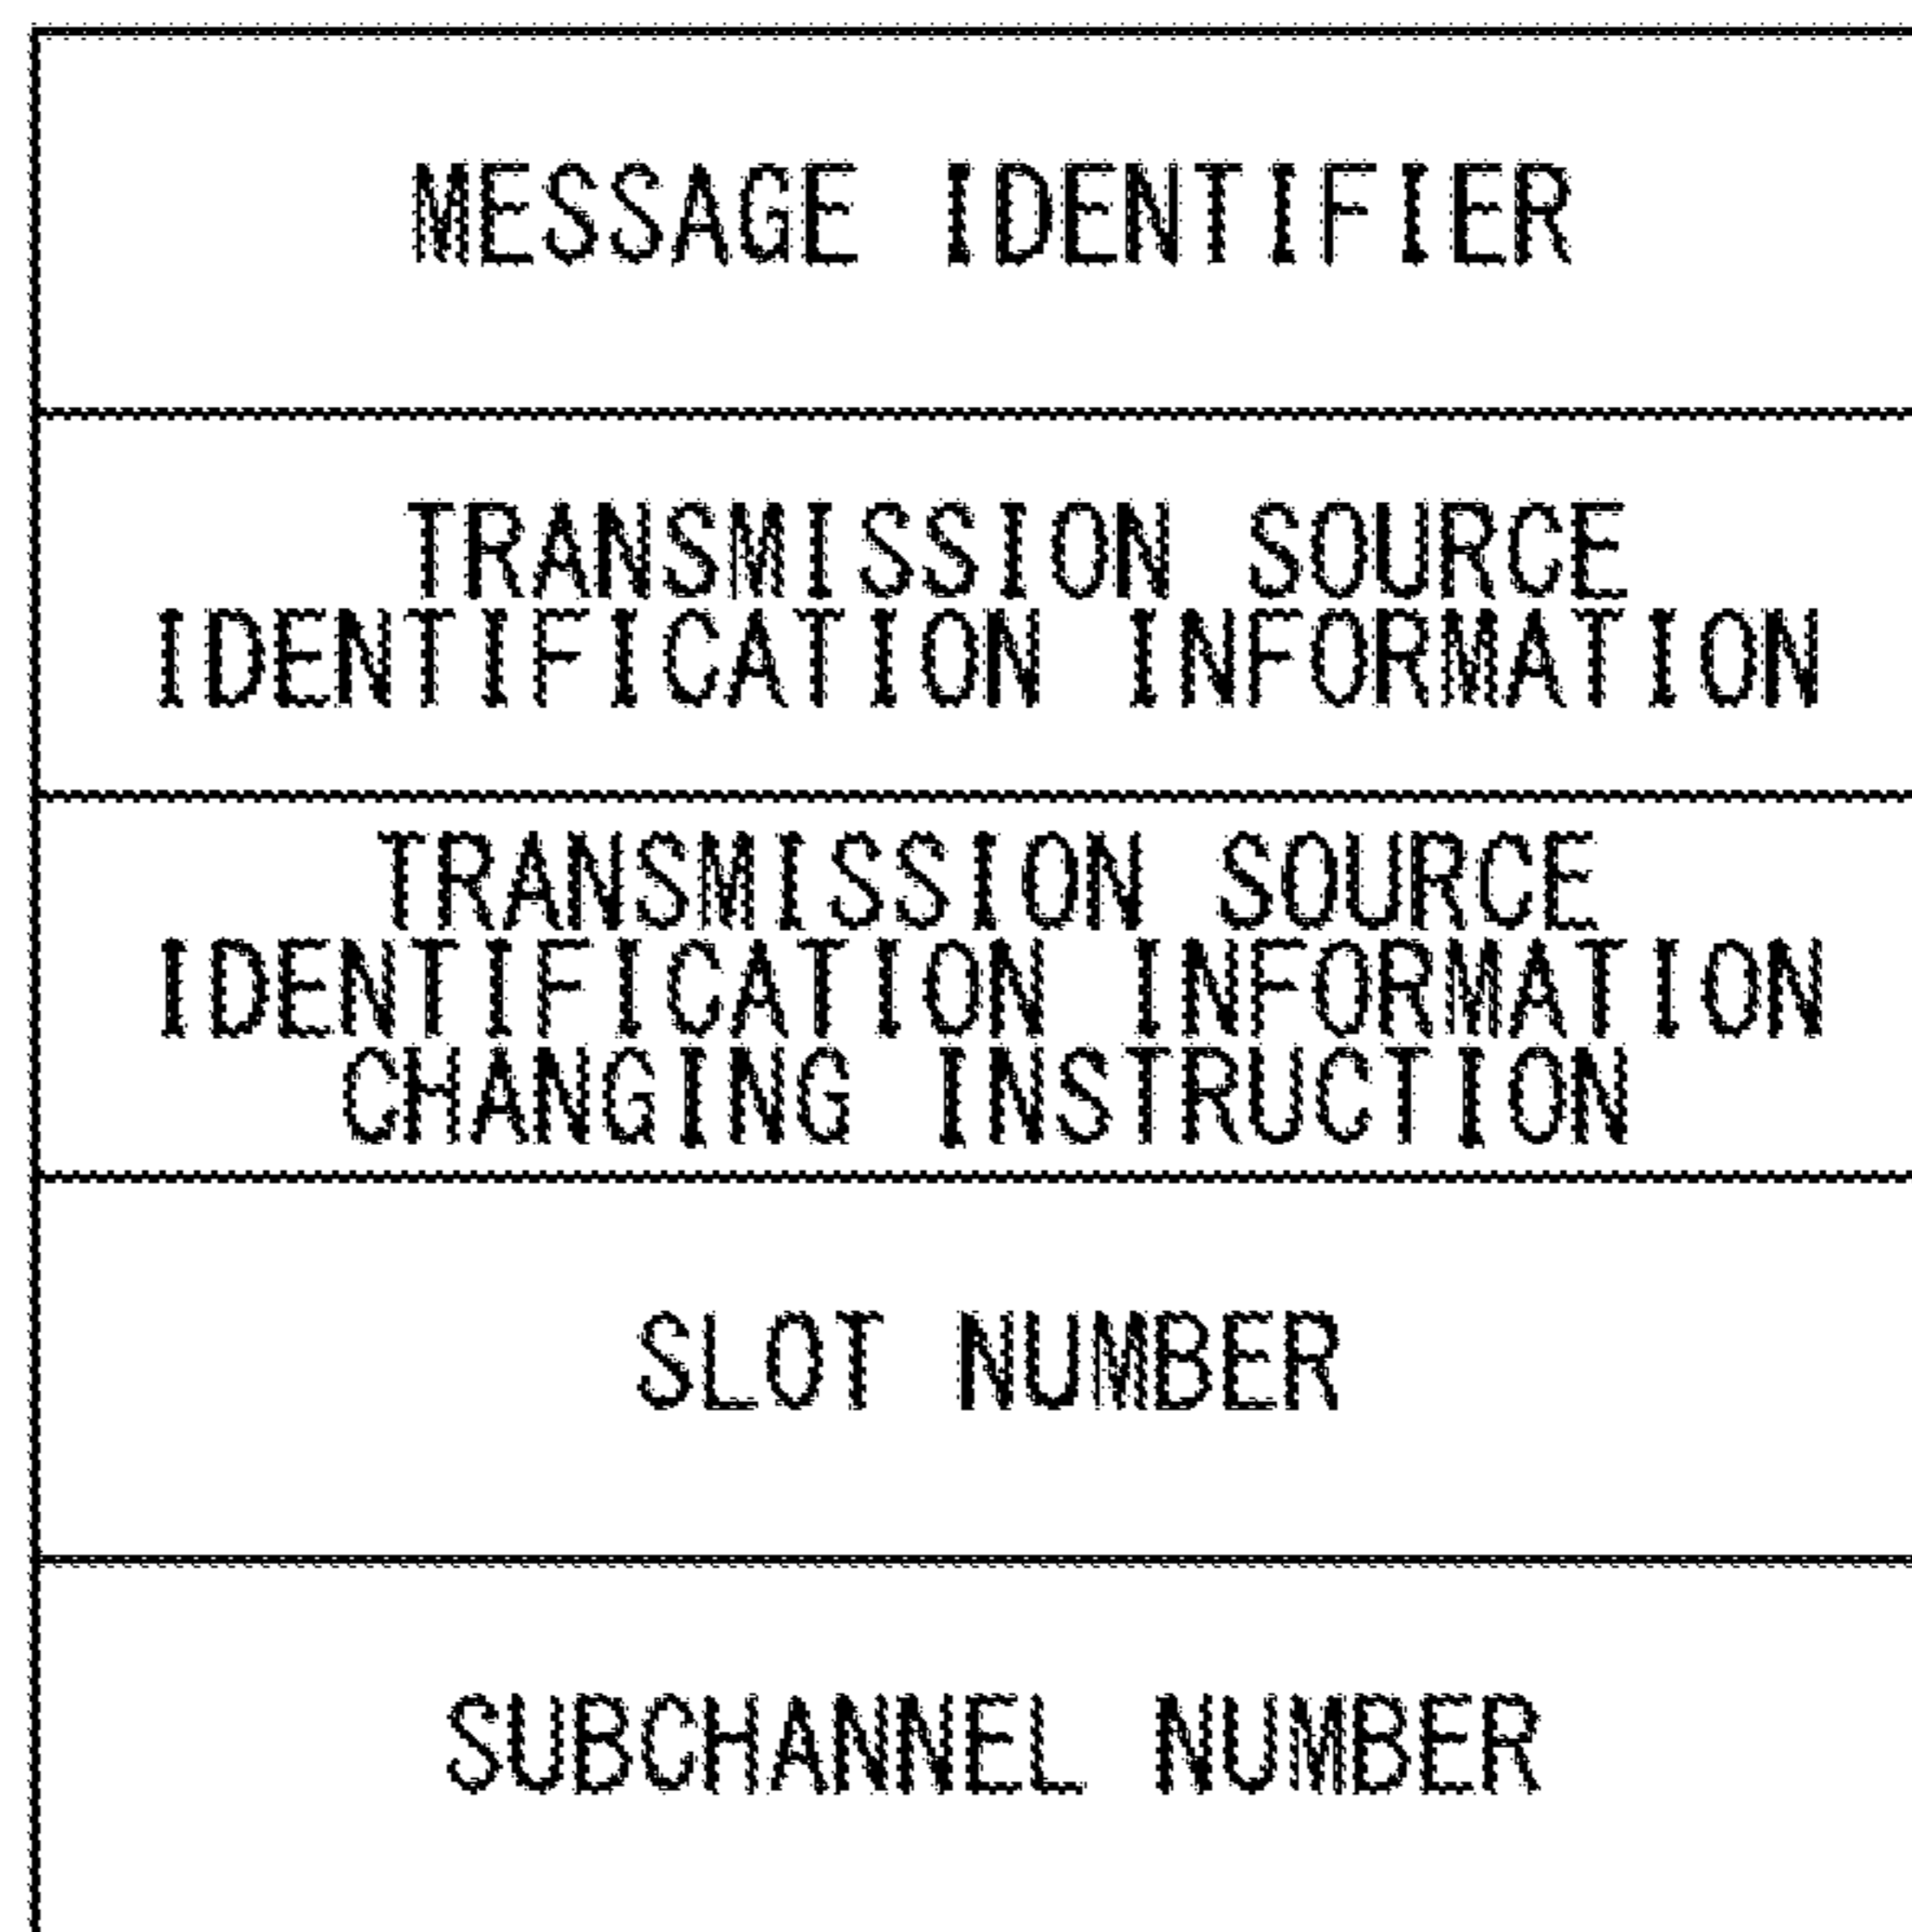 MESSAGE IDENTIFIER
TRANSMISSION SOURCE
IDENTIFICATION INFORMATION
TRANSMISSION SOURCE
IDENTIFICATION INFORMATION
CHANGING INSTRUCTION
SLOT NUMBER
SUBCHANNEL NUMBER